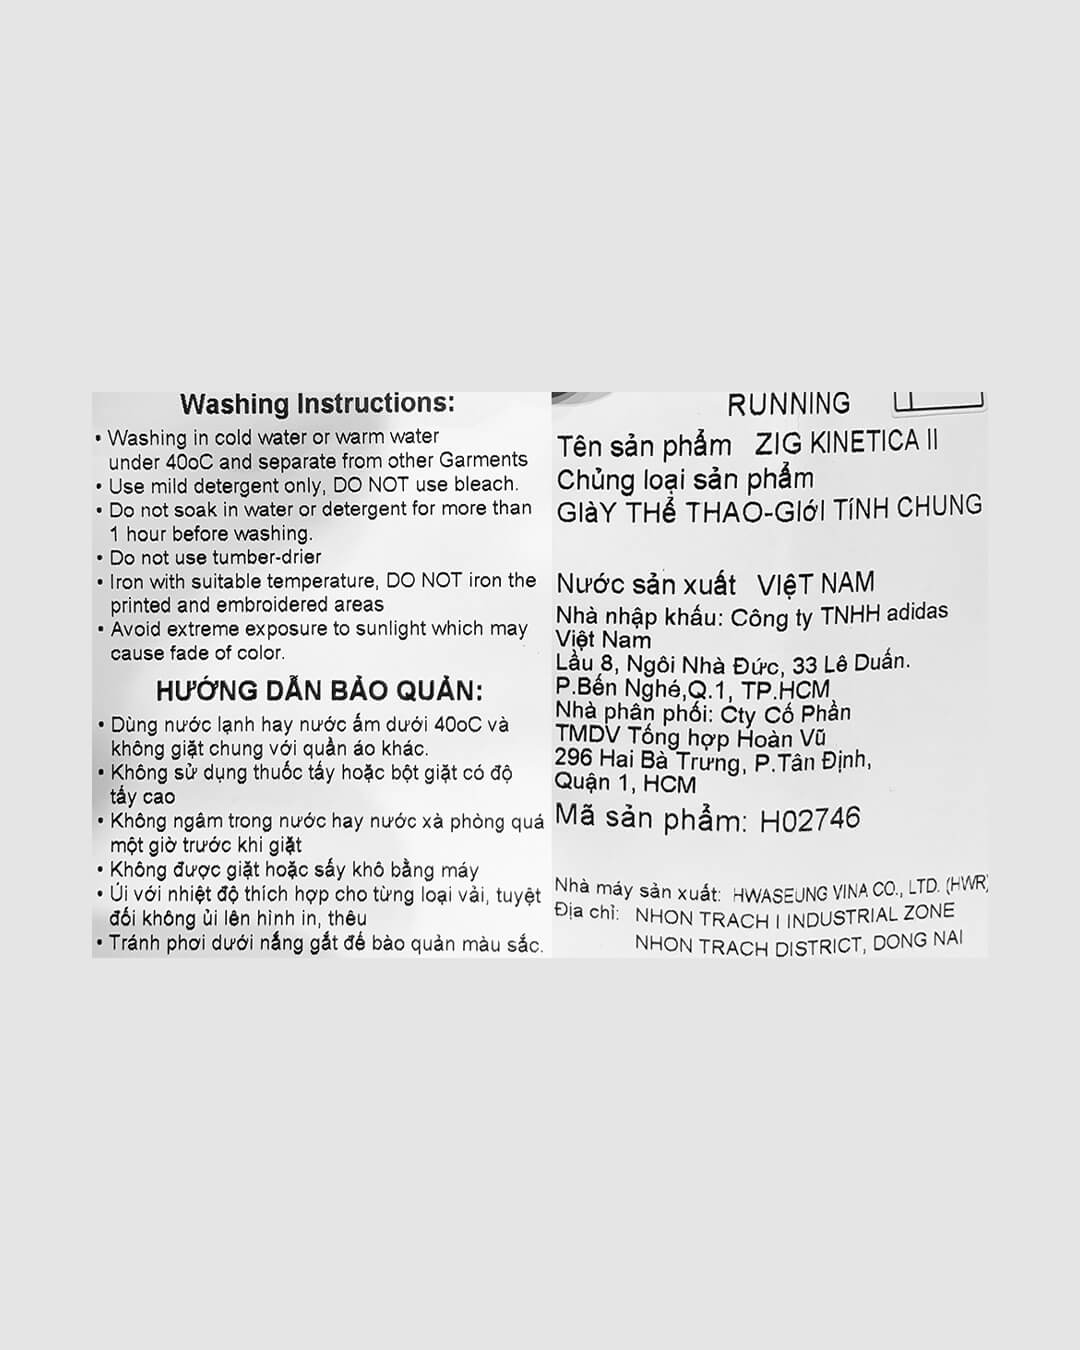 Washing Instructions:
• Washing in cold water or warm water
under 40oC and separate from other Garments
• Use mild detergent only, DO NOT use bleach.
• Do not soak in water or detergent for more than
1 hour before washing.
• Do not use tumber-drier
• Iron with suitable temperature, DO NOT iron the
printed and embroidered areas
• Avoid extreme exposure to sunlight which may
cause fade of color.
HƯỚNG DẪN BẢO QUẢN:
• Dùng nước lạnh hay nước ấm dưới 40oC và
không giặt chung với quần áo khác.
• Không sử dụng thuốc tẩy hoặc bột giặt có độ
tẩy cao
• Không ngâm trong nước hay nước xà phòng quá
một giờ trước khi giặt
• Không được giặt hoặc sấy khô bằng máy
• Ủi với nhiệt độ thích hợp cho từng loại vải, tuyệt
đối không ủi lên hình in, thêu
• Tránh phơi dưới nắng gắt để bảo quản màu sắc.
RUNNING
Tên sản phẩm ZIG KINETICA II
Chủng loại sản phẩm
GIàY THể THAO-GIớI TíNH CHUNG
Nước sản xuất VIệT NAM
Nhà nhập khẩu: Công ty TNHH adidas
Việt Nam
Lầu 8, Ngôi Nhà Đức, 33 Lê Duẩn.
P.Bến Nghé,Q.1, TP.HCM
Nhà phân phối: Cty Cổ Phần
TMDV Tổng hợp Hoàn Vũ
296 Hai Bà Trưng, P.Tân Định,
Quận 1, HCM
Mã sản phẩm: H02746
Nhà máy sản xuất: HWASEUNG VINA CO., LTD. (HWR)
Địa chỉ: NHON TRACH I INDUSTRIAL ZONE
NHON TRACH DISTRICT, DONG NAI